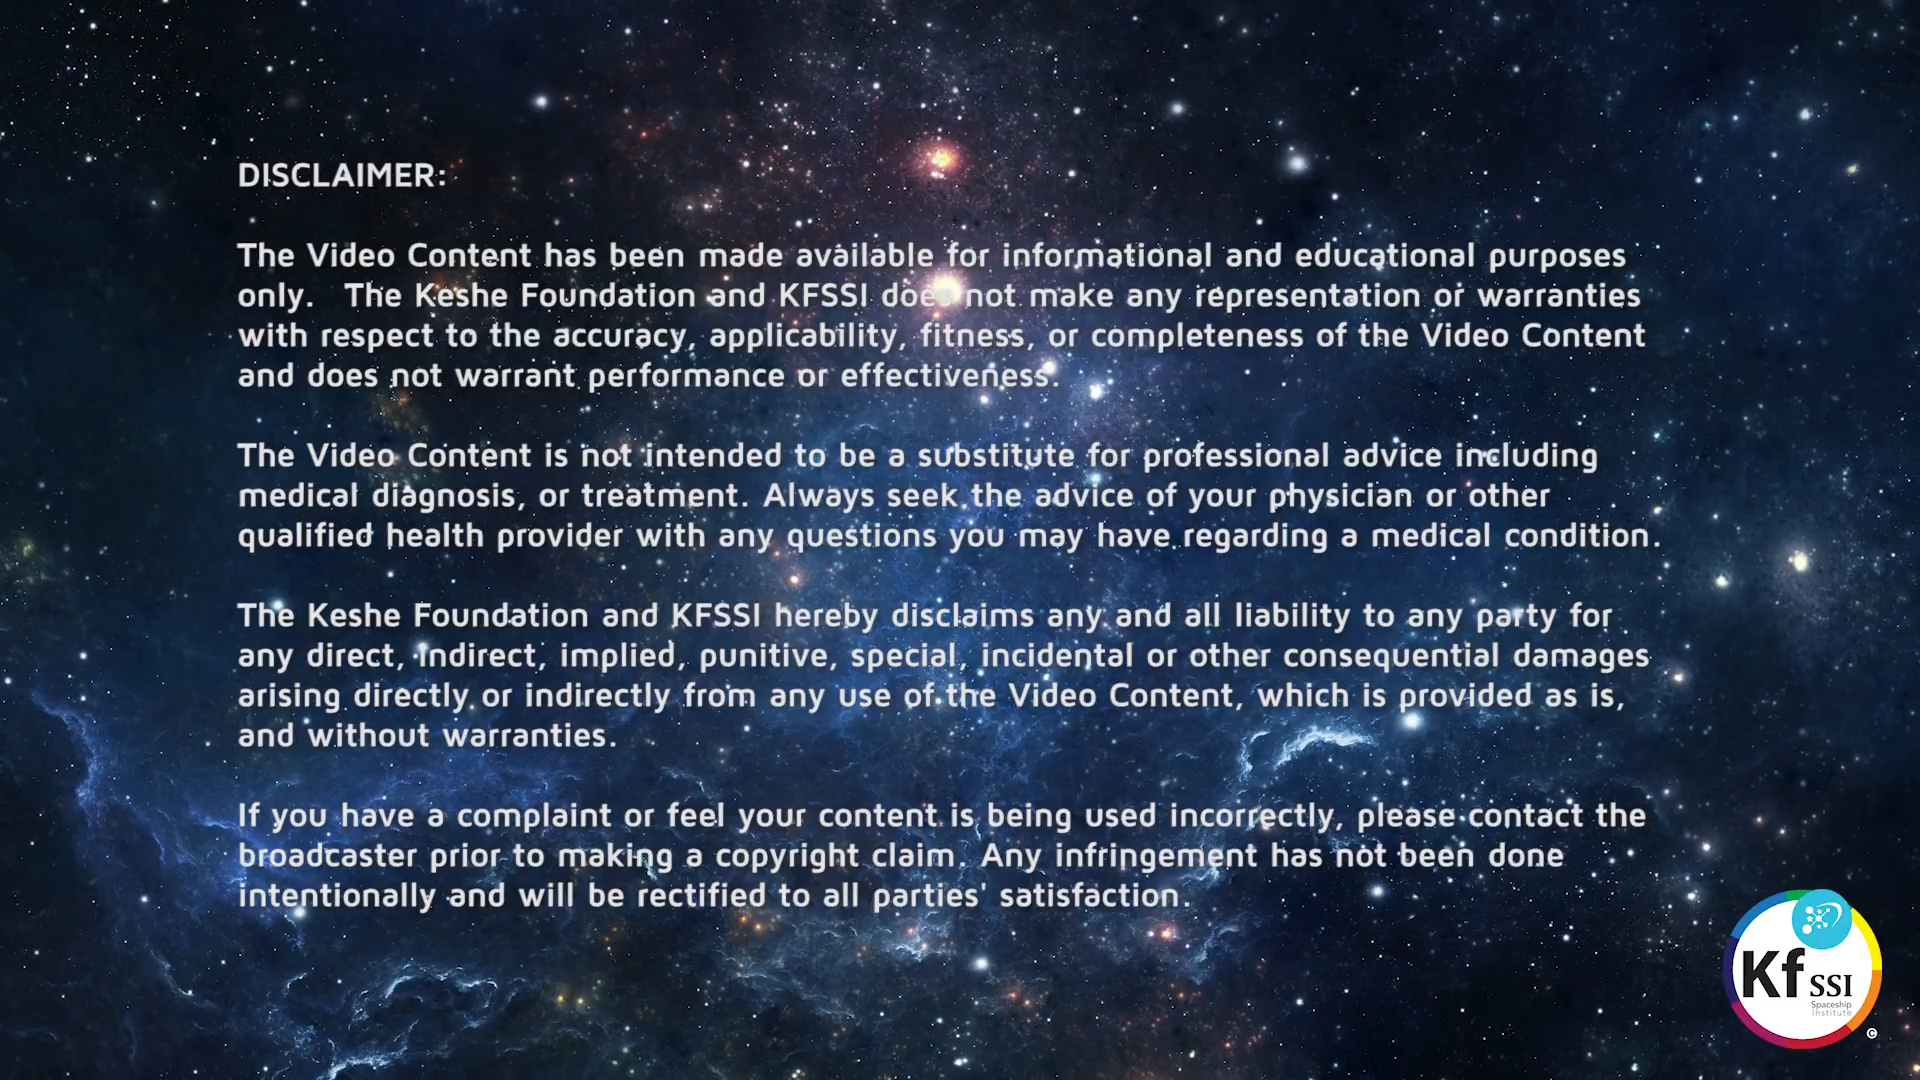 DISCLAIMER:
The Video Content has been made available for informational and educational purposes
only. The Keshe Foundation and KFSSI does not make any representation or warranties
with respect to the accuracy, applicability, fitness, or completeness of the Video Content
and does not warrant performance or effectiveness.
The Video Content is not intended to be a substitute for professional advice including
medical diagnosis, or treatment. Always seek the advice of your physician or other
qualified health provider with any questions you may have regarding a medical condition.
The Keshe Foundation and KFSSI hereby disclaims any and all liability to any party for
any direct, indirect, implied, punitive, special, incidental or other consequential damages
arising directly or indirectly from any use of the Video Content, which is provided as is,
and without warranties.
If you have a complaint or feel your content is being used incorrectly, please contact the
broadcaster prior to making a copyright claim. Any infringement has not been done
intentionally and will be rectified to all parties' satisfaction.
Kf SSI
Spaceship
Institute
©